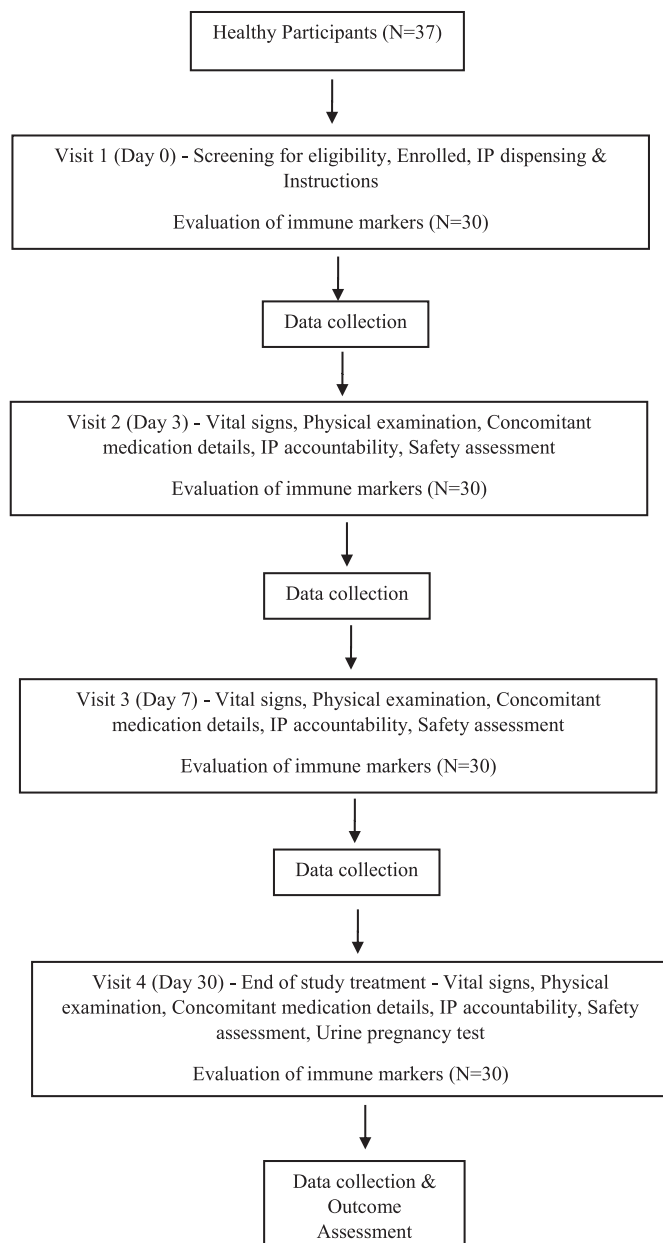 Healthy Participants (N=37)
Visit 1 (Day 0) - Screening for eligibility, Enrolled, IP dispensing &
Instructions
Evaluation of immune markers (N=30)
Data collection
Visit 2 (Day 3) - Vital signs, Physical examination, Concomitant
medication details, IP accountability, Safety assessment
Evaluation of immune markers (N=30)
Data collection
Visit 3 (Day 7) - Vital signs, Physical examination, Concomitant
medication details, IP accountability, Safety assessment
Evaluation of immune markers (N=30)
Data collection
Visit 4 (Day 30) - End of study treatment - Vital signs, Physical
examination, Concomitant medication details, IP accountability, Safety
assessment, Urine pregnancy test
Evaluation of immune markers (N=30)
Data collection &
Outcome
Assessment